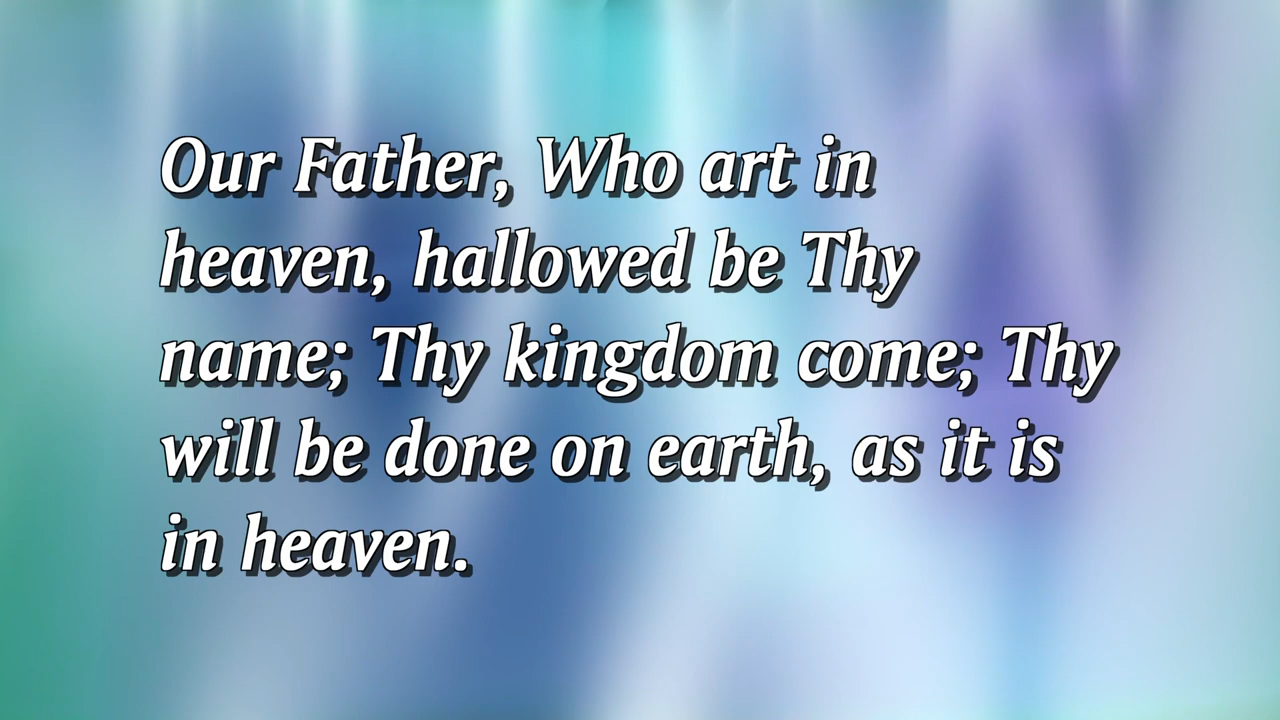 Our Father, Who art in
heaven, hallowed be Thy
name; Thy kingdom come; Thy
will be done on earth, as it is
in heaven.